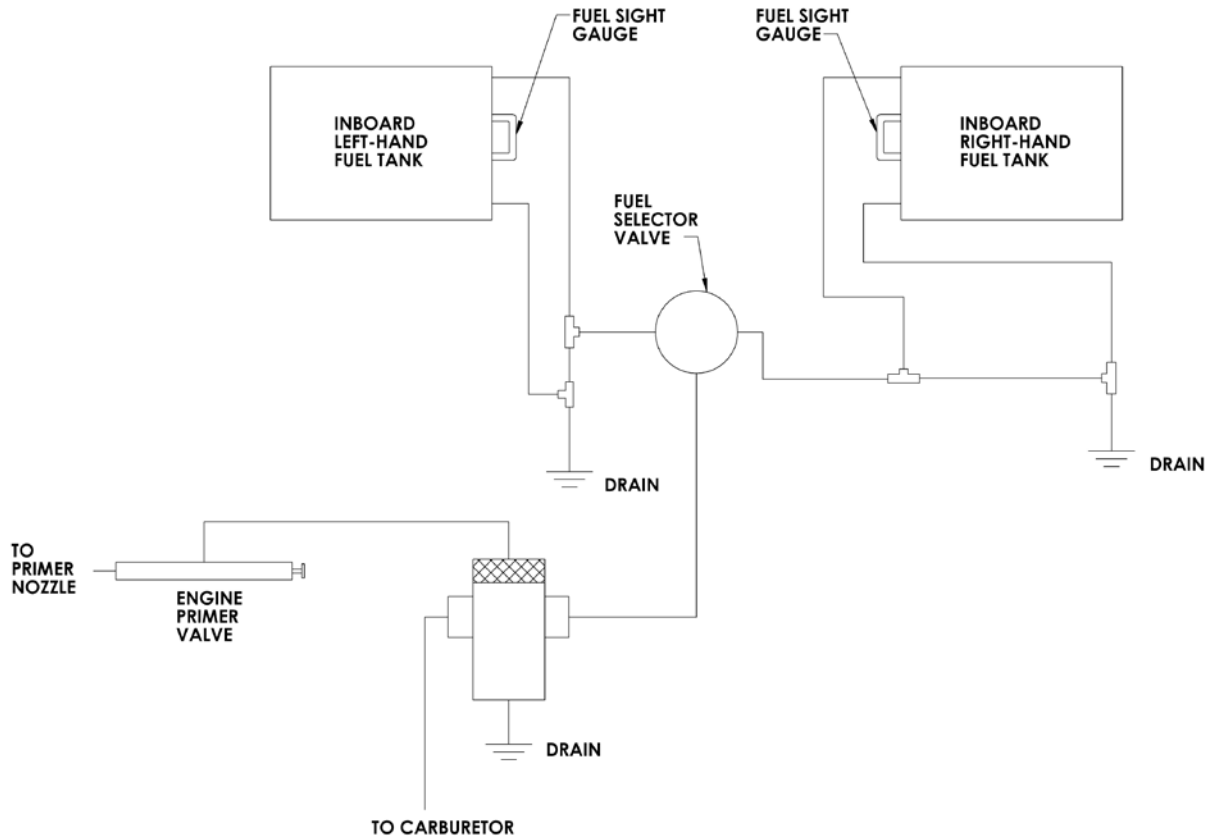 FUEL SIGHT
GAUGE
FUEL SIGHT
GAUGE
INBOARD
LEFT-HAND
FUEL TANK
INBOARD
RIGHT-HAND
FUEL TANK
FUEL
SELECTOR
VALVE
DRAIN
DRAIN
TO
PRIMER
NOZZLE
ENGINE
PRIMER
VALVE
DRAIN
TO CARBURETOR